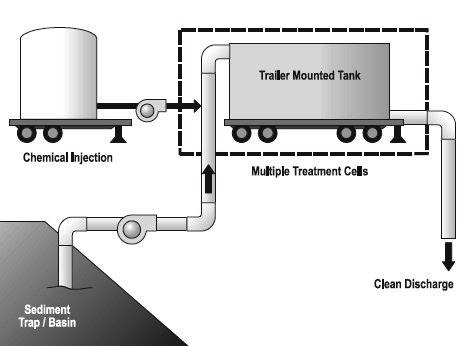 Trailer Mounted Tank
Chemical Injection
Multiple Treatment Cells
Clean Discharge
Sediment
Trap / Basin